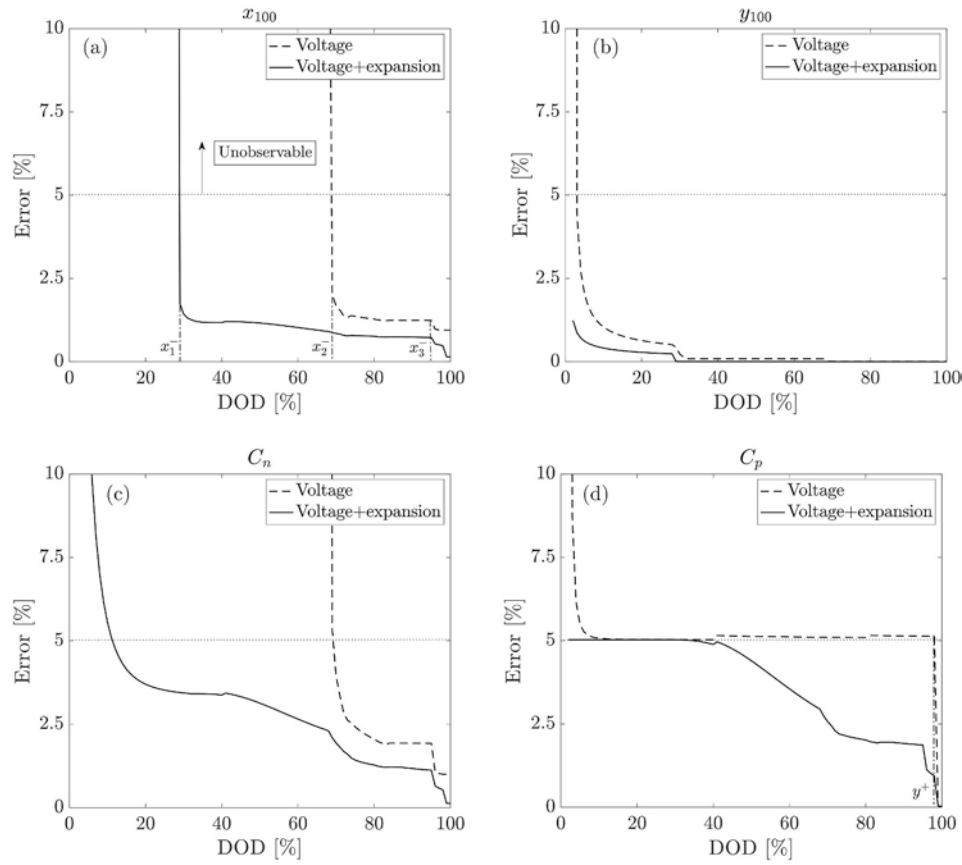 x₁₀₀
(a)
Voltage
Voltage+expansion
Unobservable
Error [%]
10
7.5
5
2.5
0
x₁⁻
x₂⁻
x₃⁻
0 20 40 60 80 100
DOD [%]
y₁₀₀
(b)
Voltage
Voltage+expansion
Error [%]
10
7.5
5
2.5
0
0 20 40 60 80 100
DOD [%]
Cₙ
(c)
Voltage
Voltage+expansion
Error [%]
10
7.5
5
2.5
0
0 20 40 60 80 100
DOD [%]
Cₚ
(d)
Voltage
Voltage+expansion
Error [%]
10
7.5
5
2.5
0
y⁺
0 20 40 60 80 100
DOD [%]